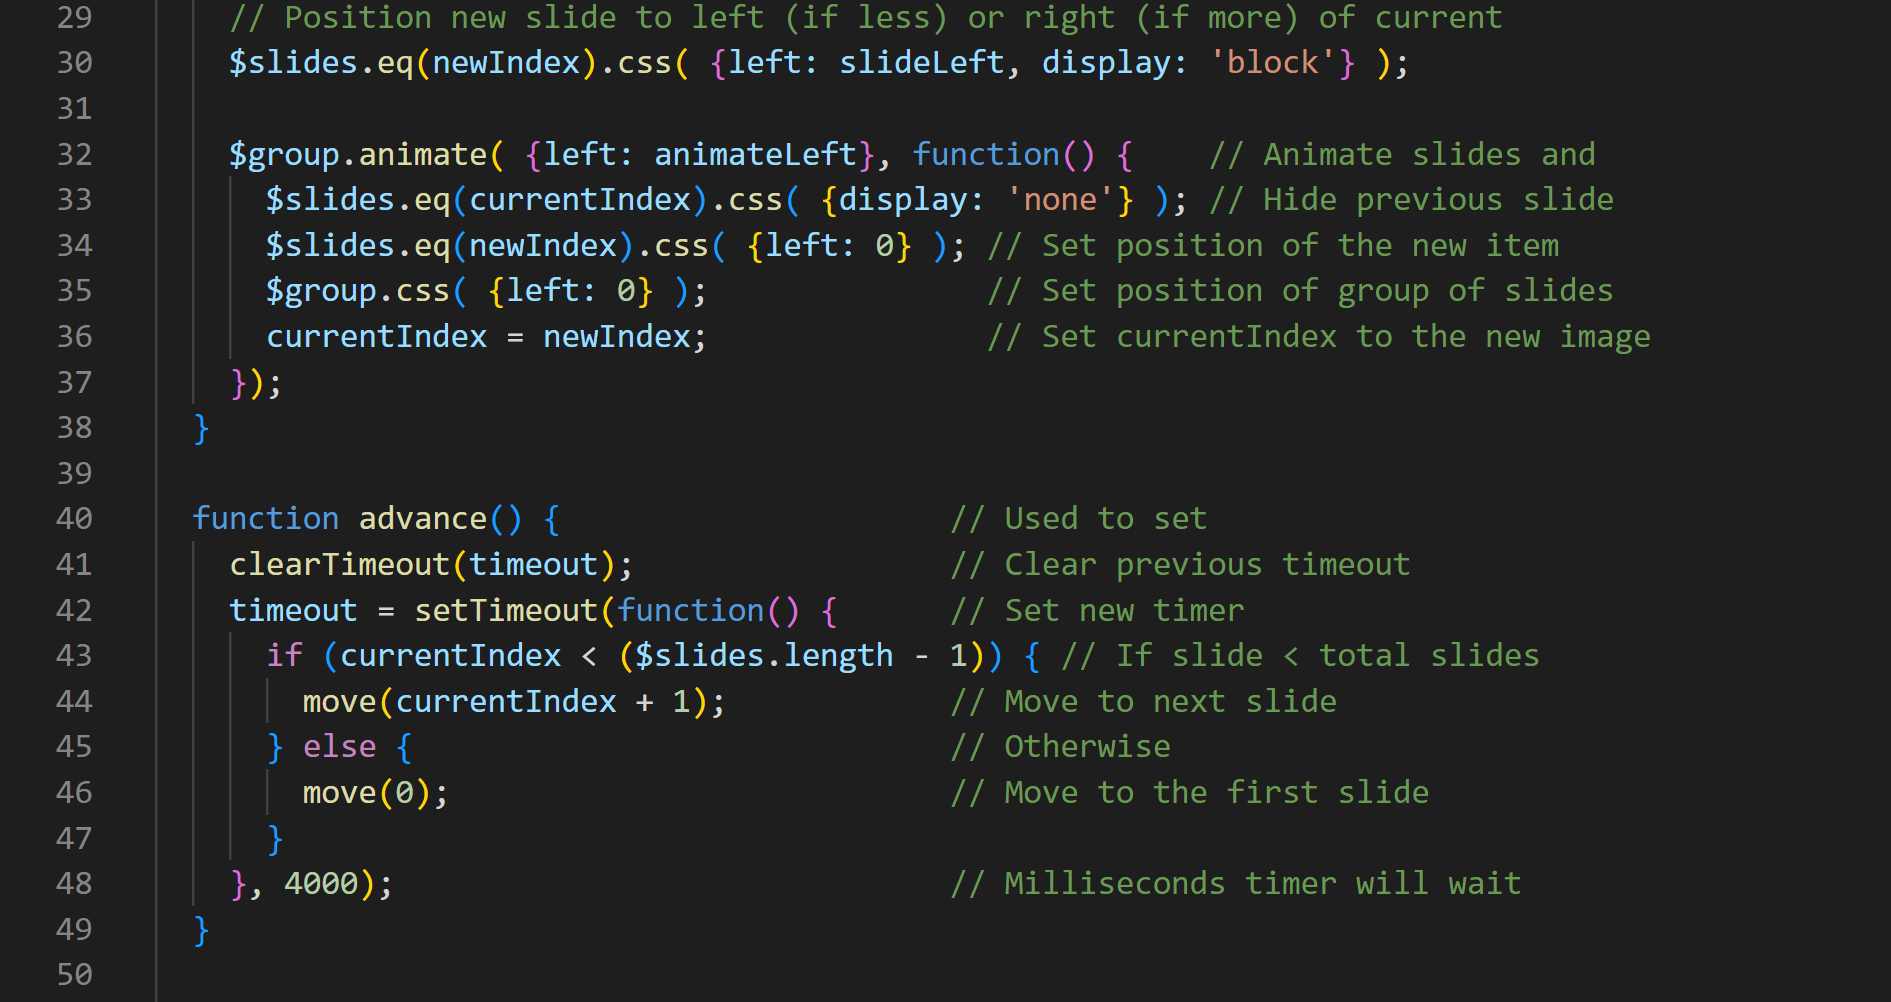 29 // Position new slide to left (if less) or right (if more) of current
30 $slides.eq(newIndex).css( {left: slideLeft, display: 'block'} );
31
32 $group.animate( {left: animateLeft}, function() { // Animate slides and
33 $slides.eq(currentIndex).css( {display: 'none'} ); // Hide previous slide
34 $slides.eq(newIndex).css( {left: 0} ); // Set position of the new item
35 $group.css( {left: 0} ); // Set position of group of slides
36 currentIndex = newIndex; // Set currentIndex to the new image
37 });
38 }
39
40 function advance() { // Used to set
41 clearTimeout(timeout); // Clear previous timeout
42 timeout = setTimeout(function() { // Set new timer
43 if (currentIndex < ($slides.length - 1)) { // If slide < total slides
44 move(currentIndex + 1); // Move to next slide
45 } else { // Otherwise
46 move(0); // Move to the first slide
47 }
48 }, 4000); // Milliseconds timer will wait
49 }
50